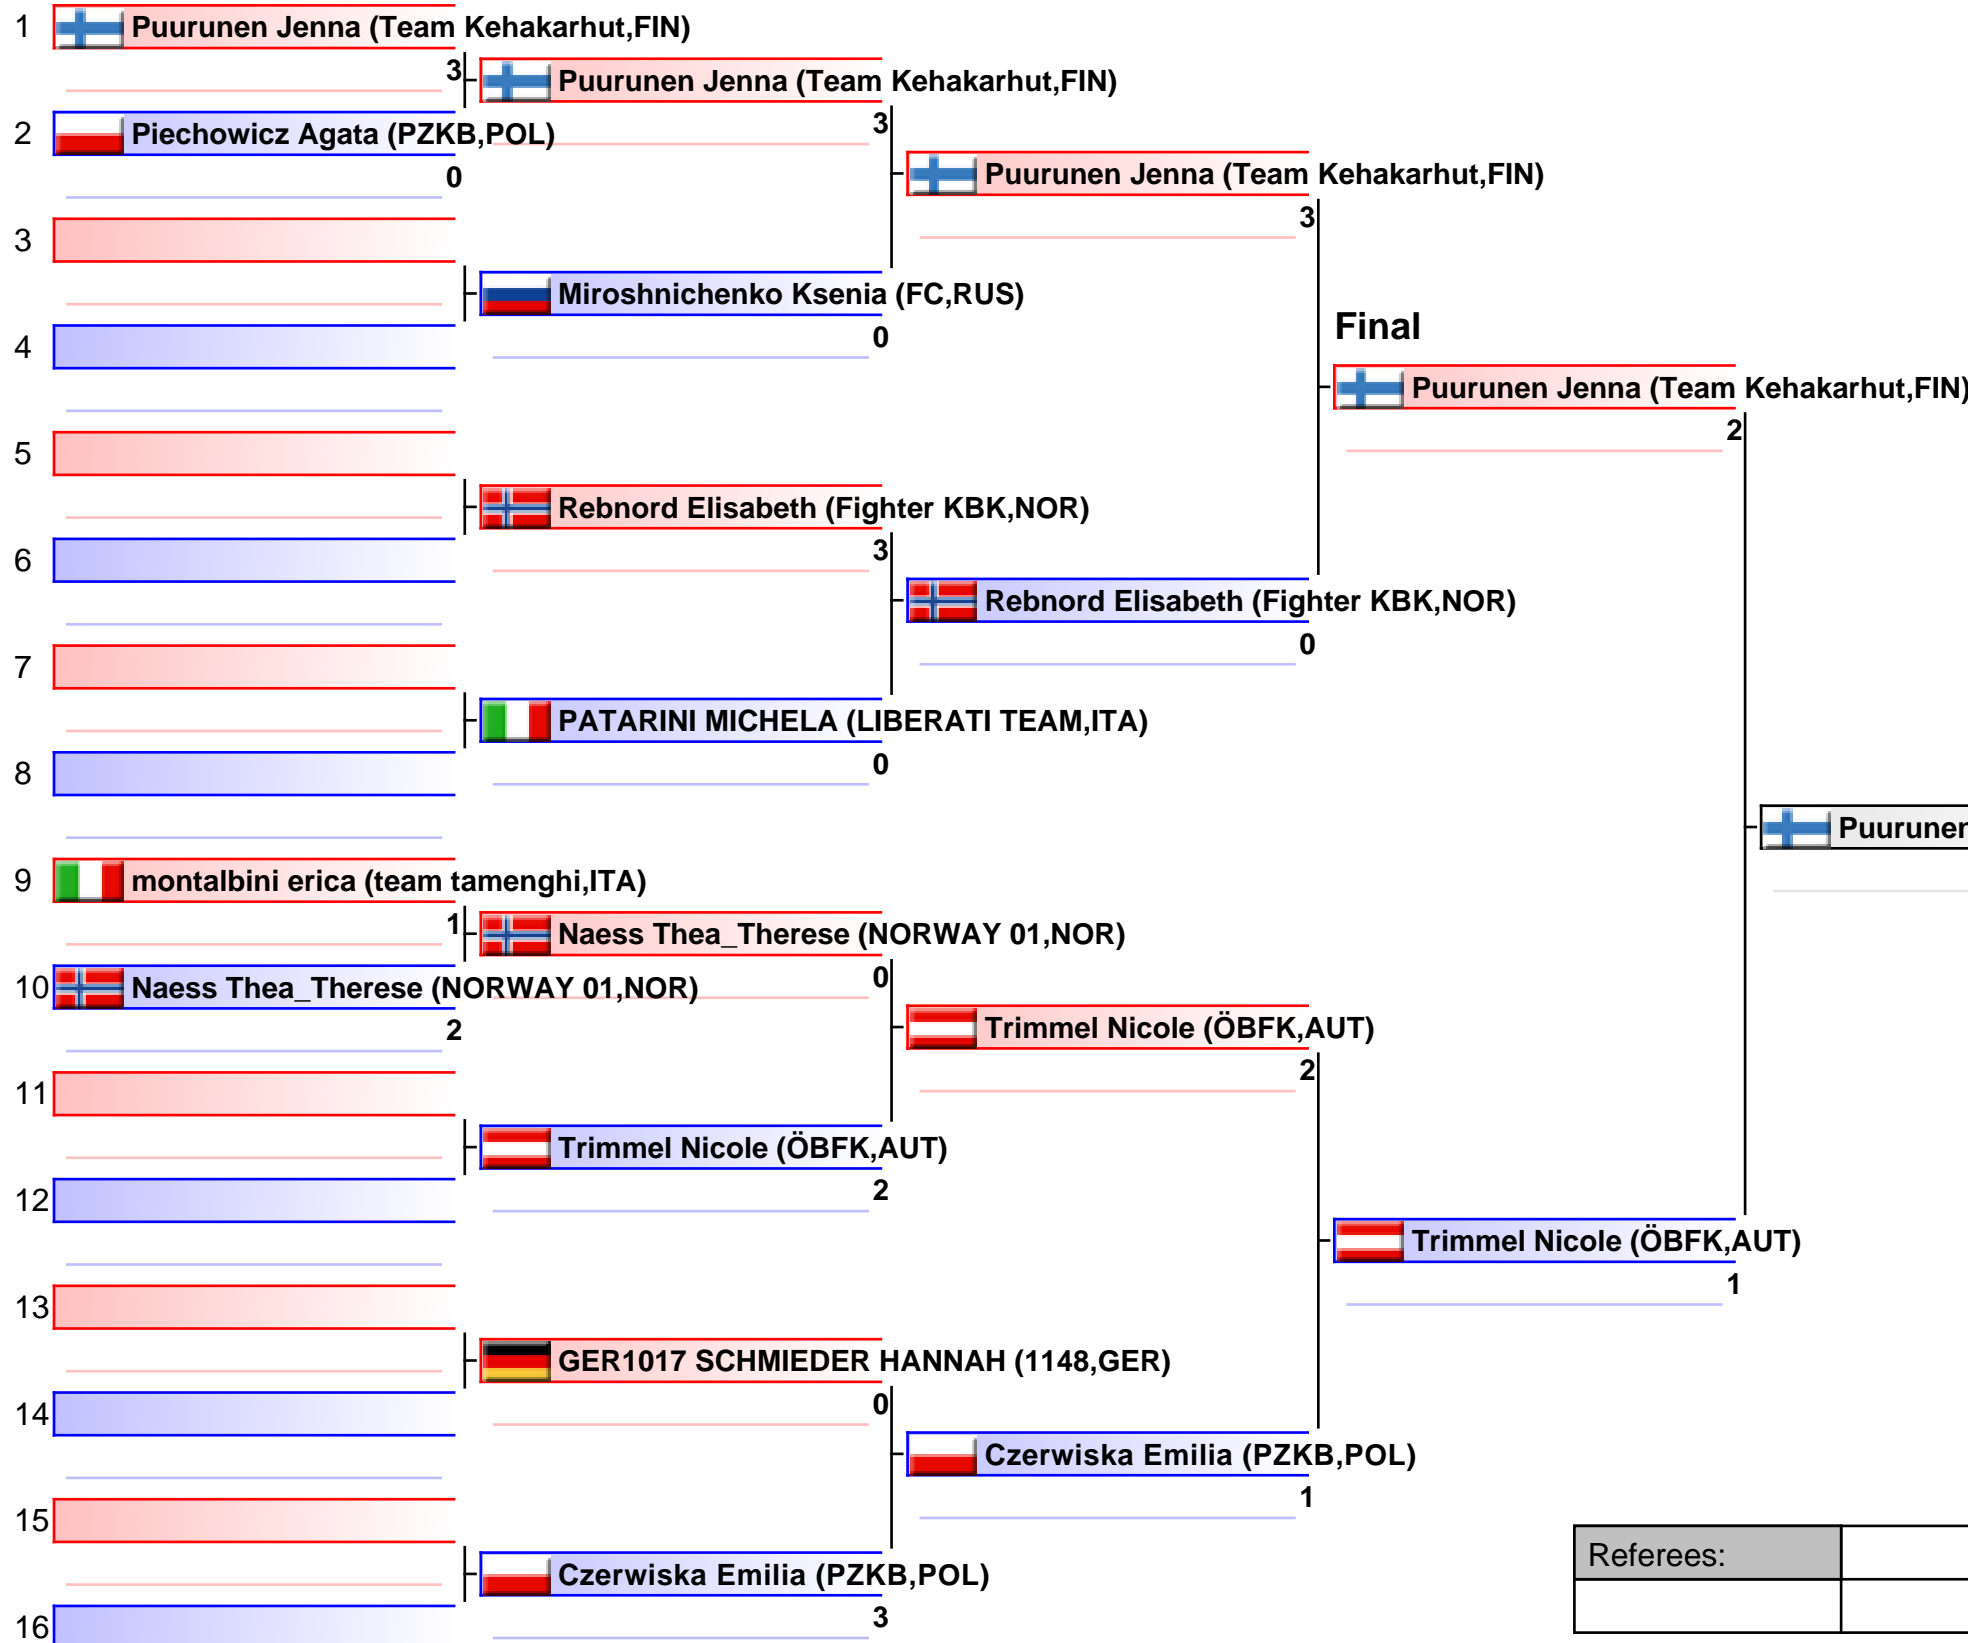 1 Puurunen Jenna (Team Kehakarhut,FIN)
3 Puurunen Jenna (Team Kehakarhut,FIN)
2 Piechowicz Agata (PZKB,POL)
3
0
Puurunen Jenna (Team Kehakarhut,FIN)
3
3
Miroshnichenko Ksenia (FC,RUS)
0
4
Final
Puurunen Jenna (Team Kehakarhut,FIN)
2
5
Rebnord Elisabeth (Fighter KBK,NOR)
3
6
Rebnord Elisabeth (Fighter KBK,NOR)
0
7
PATARINI MICHELA (LIBERATI TEAM,ITA)
0
8
Puurunen
9 montalbini erica (team tamenghi,ITA)
1 Naess Thea_Therese (NORWAY 01,NOR)
0
10 Naess Thea_Therese (NORWAY 01,NOR)
2
Trimmel Nicole (ÖBFK,AUT)
2
11
Trimmel Nicole (ÖBFK,AUT)
2
12
Trimmel Nicole (ÖBFK,AUT)
1
13
GER1017 SCHMIEDER HANNAH (1148,GER)
0
14
Czerwiska Emilia (PZKB,POL)
1
15
Referees:
Czerwiska Emilia (PZKB,POL)
3
16